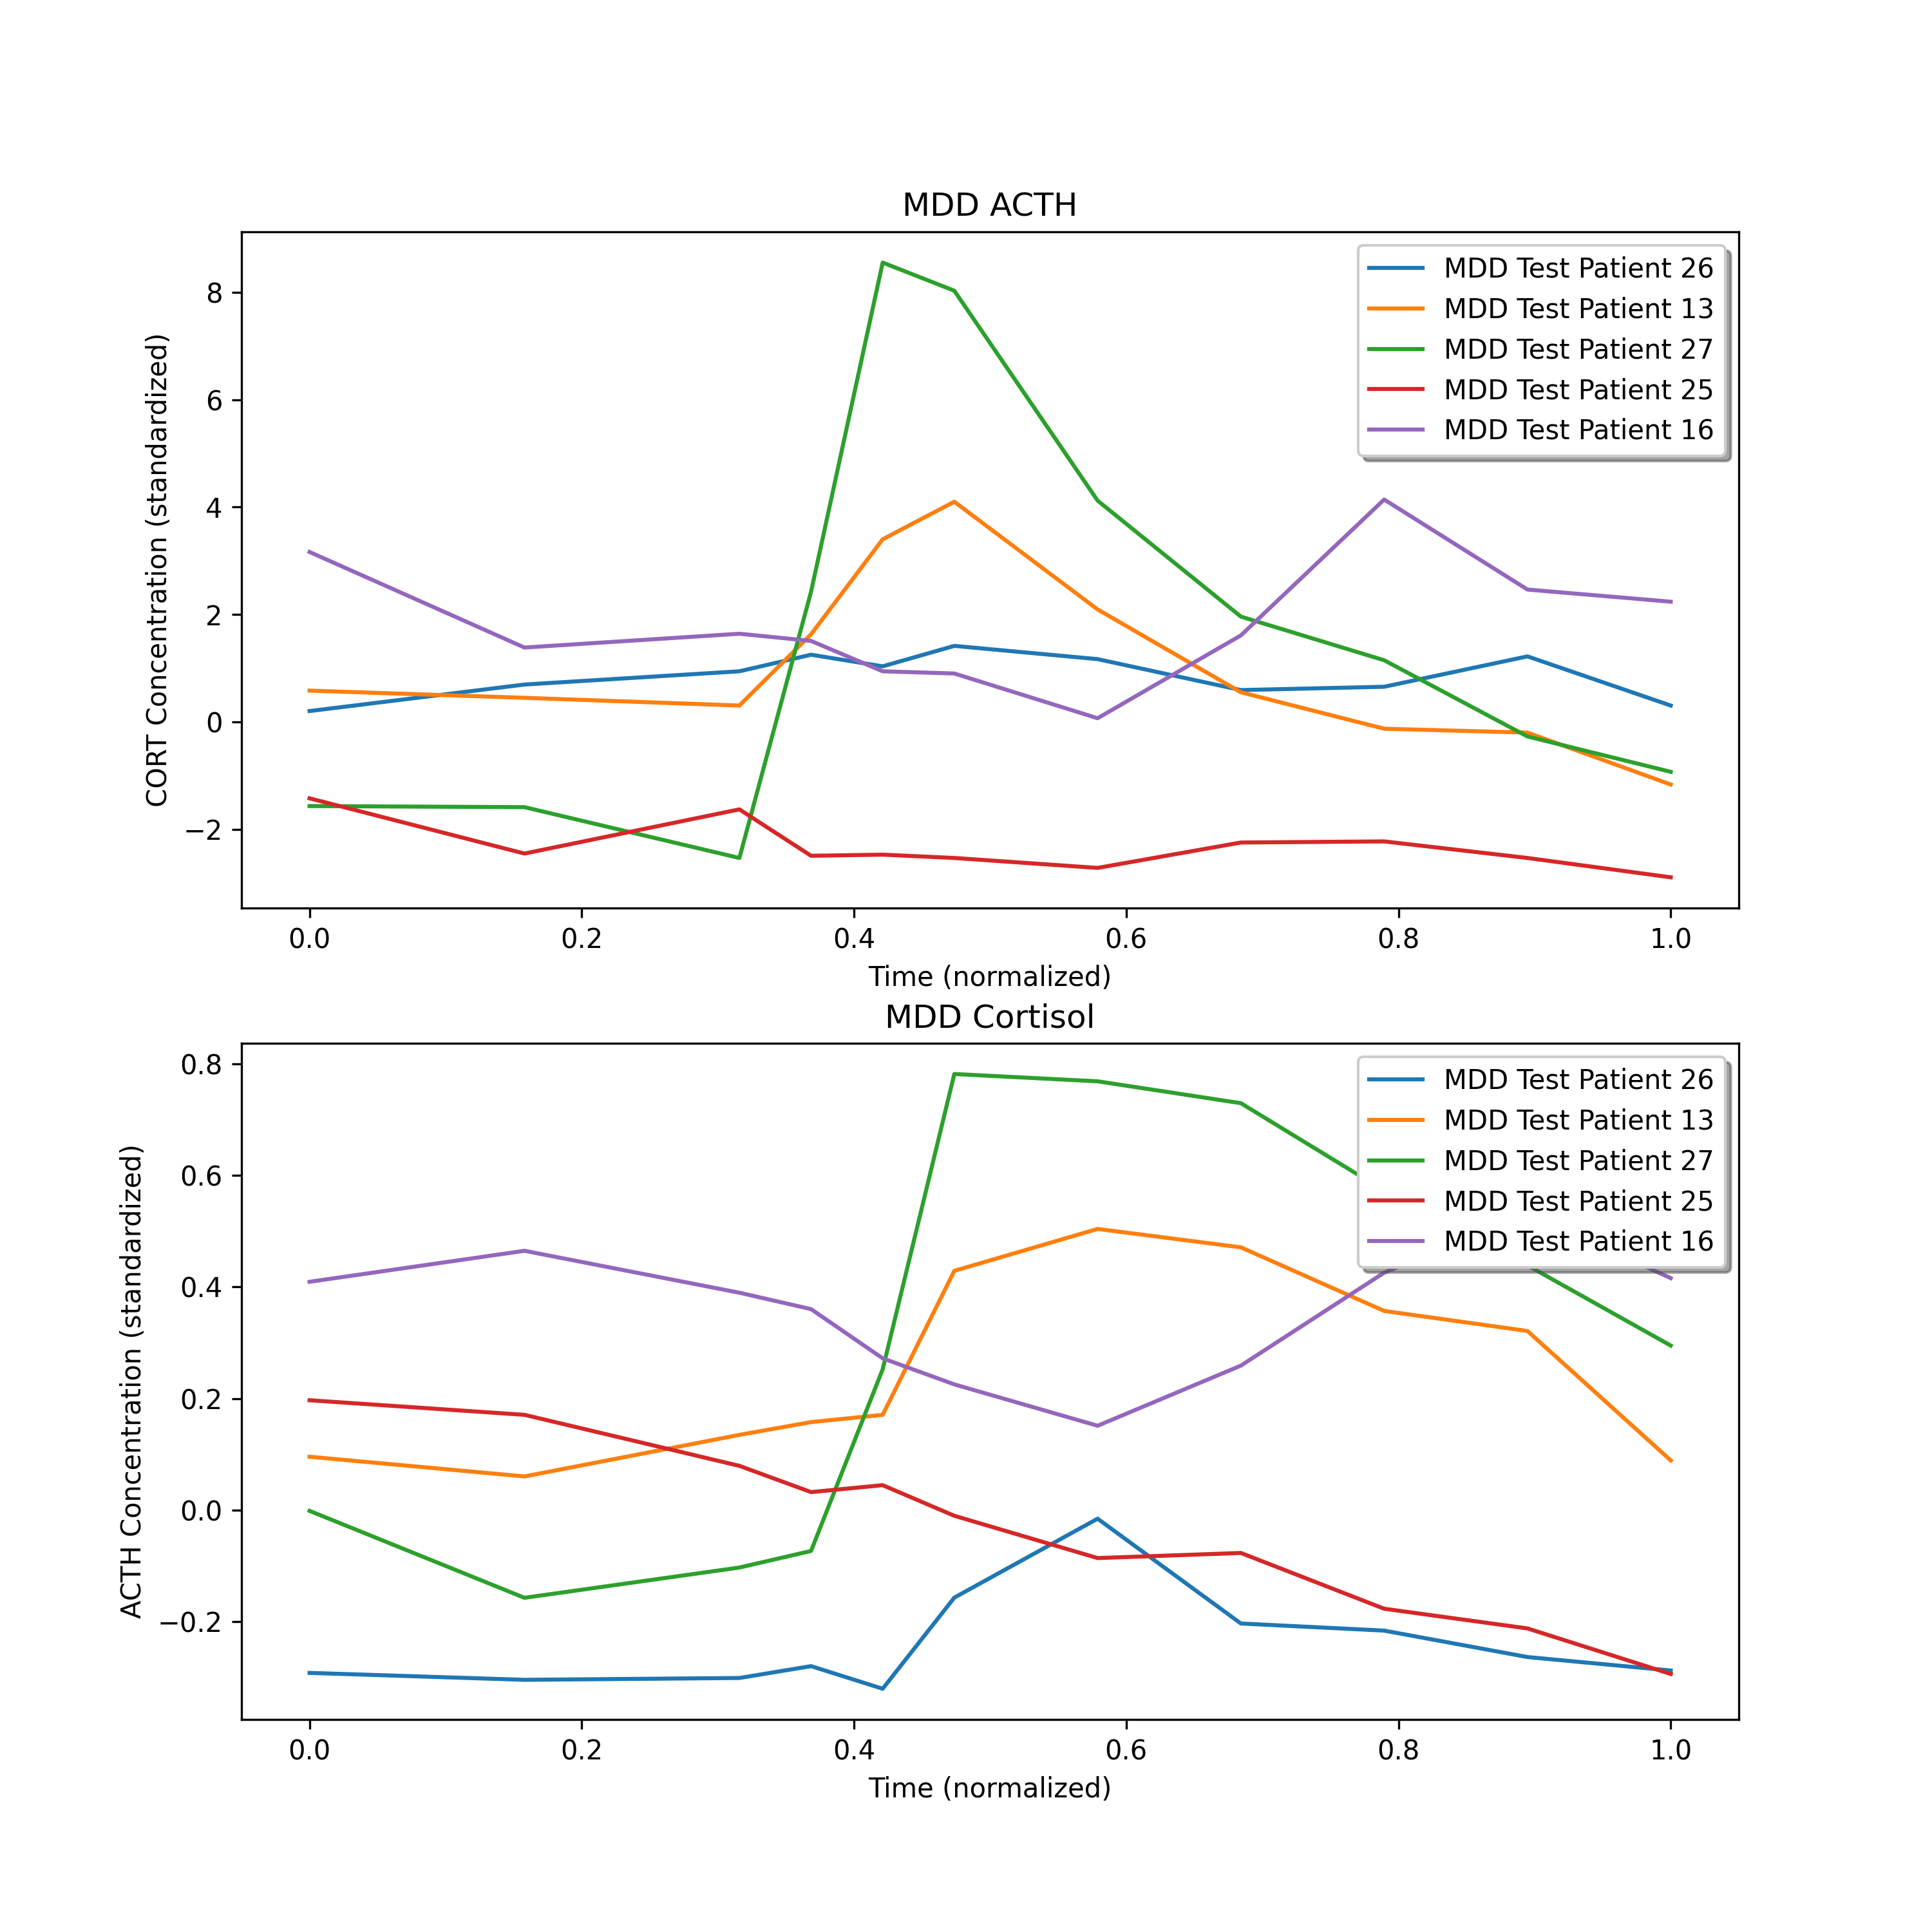 MDD ACTH
CORT Concentration (standardized)
8
6
4
2
0
−2
MDD Test Patient 26
MDD Test Patient 13
MDD Test Patient 27
MDD Test Patient 25
MDD Test Patient 16
0.0 0.2 0.4 0.6 0.8 1.0
Time (normalized)
MDD Cortisol
ACTH Concentration (standardized)
0.8
0.6
0.4
0.2
0.0
−0.2
MDD Test Patient 26
MDD Test Patient 13
MDD Test Patient 27
MDD Test Patient 25
MDD Test Patient 16
0.0 0.2 0.4 0.6 0.8 1.0
Time (normalized)